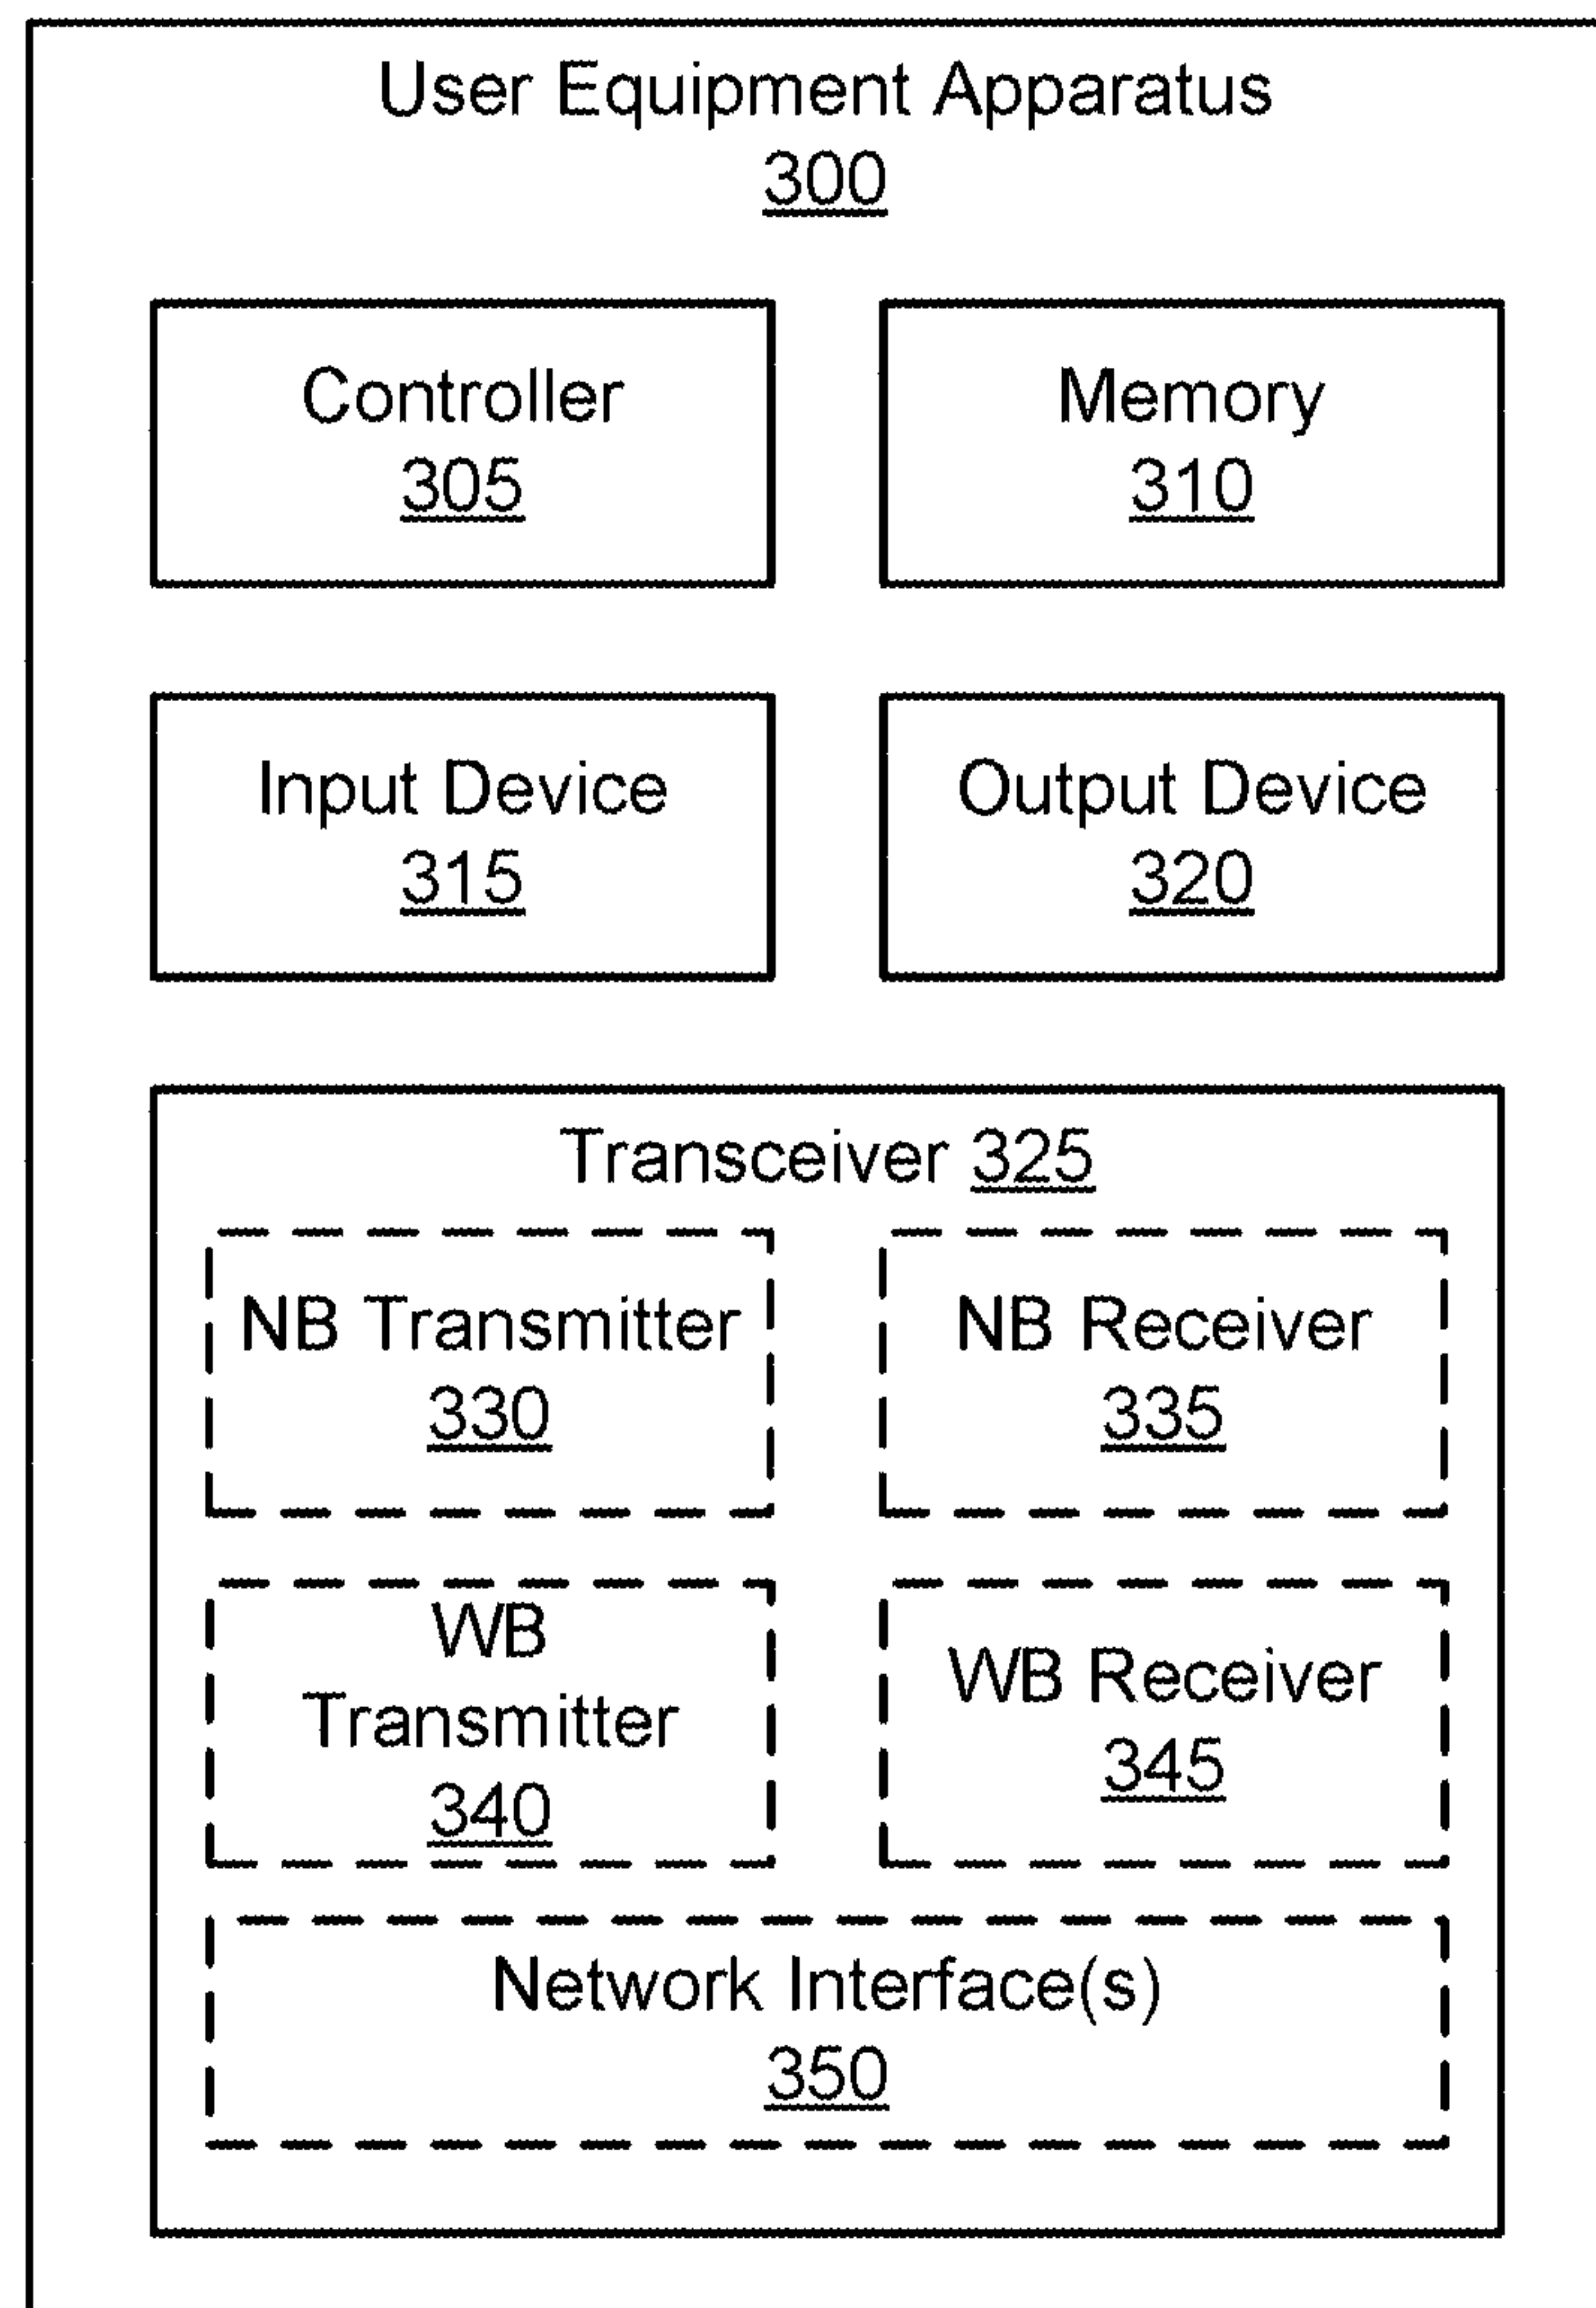 User Equipment Apparatus
300
Controller
305
Memory
310
Input Device
315
Output Device
320
Transceiver 325
NB Transmitter
330
NB Receiver
335
WB
Transmitter
340
WB Receiver
345
Network Interface(s)
350